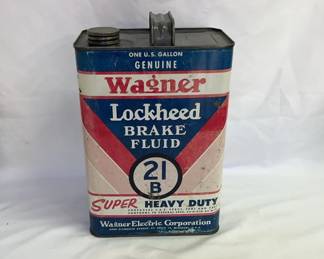 ONE U.S. GALLON
GENUINE
Wagner
Lockheed
BRAKE
FLUID
21
B
SUPER HEAVY DUTY
Wagner Electric Corporation